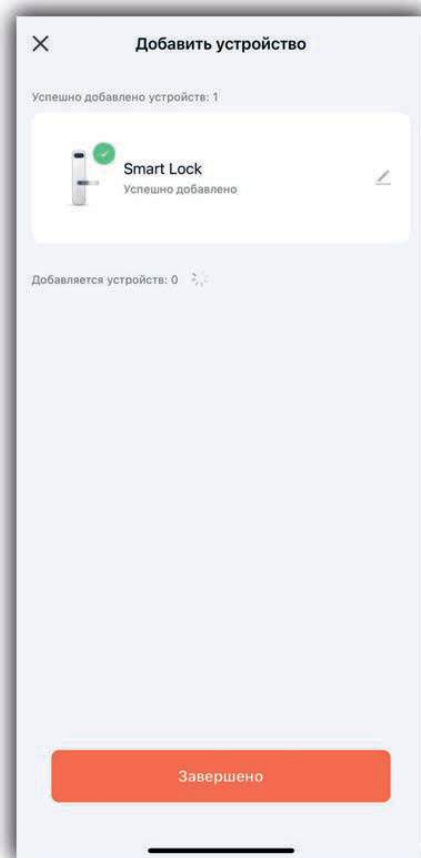 Добавить устройство
Успешно добавлено устройств: 1
Smart Lock
Успешно добавлено
Добавляется устройств: 0
Завершено